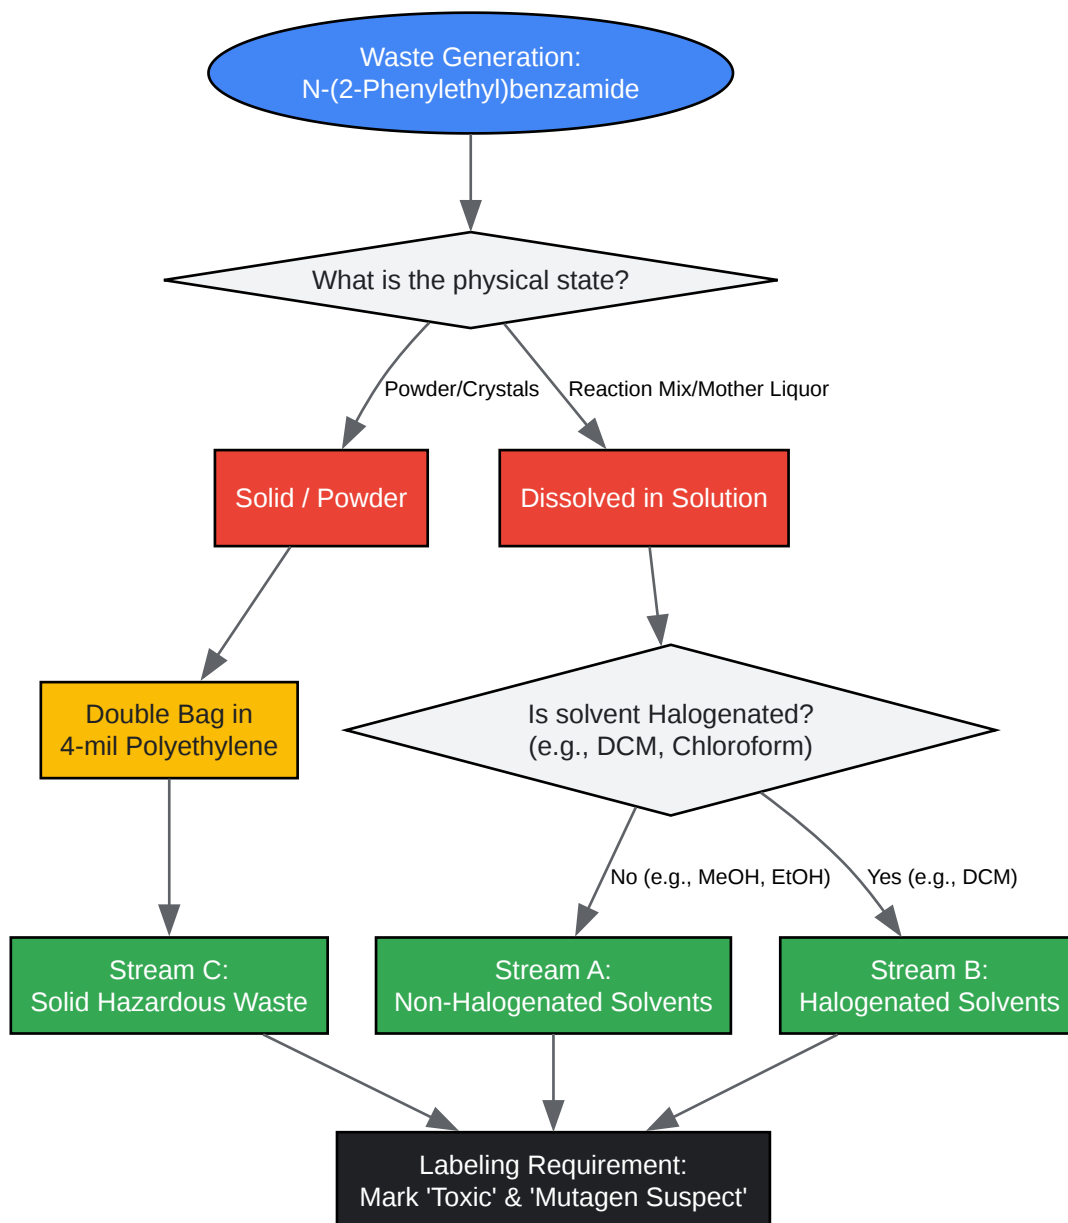 Waste Generation:
N-(2-Phenylethyl)benzamide
What is the physical state?
Powder/Crystals
Reaction Mix/Mother Liquor
Solid / Powder
Dissolved in Solution
Double Bag in
4-mil Polyethylene
Is solvent Halogenated?
(e.g., DCM, Chloroform)
No (e.g., MeOH, EtOH)
Yes (e.g., DCM)
Stream C:
Solid Hazardous Waste
Stream A:
Non-Halogenated Solvents
Stream B:
Halogenated Solvents
Labeling Requirement:
Mark 'Toxic' & 'Mutagen Suspect'